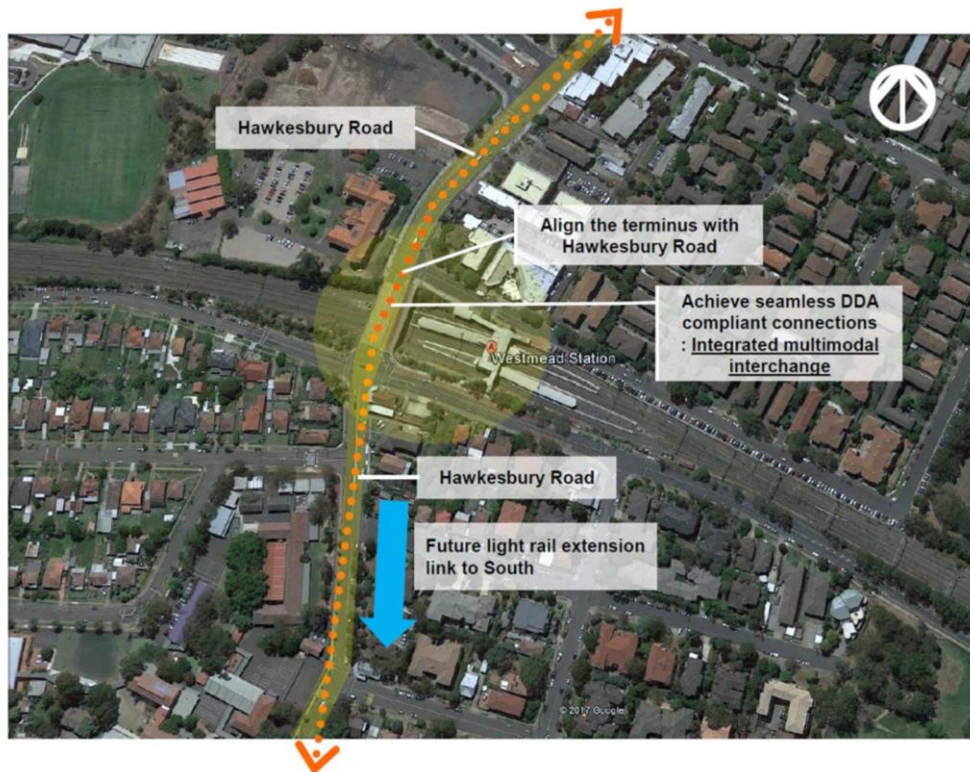 Hawkesbury Road
Align the terminus with
Hawkesbury Road
Achieve seamless DDA
compliant connections
: Integrated multimodal
interchange
Westmead Station
Hawkesbury Road
Future light rail extension
link to South
© 2017 Google